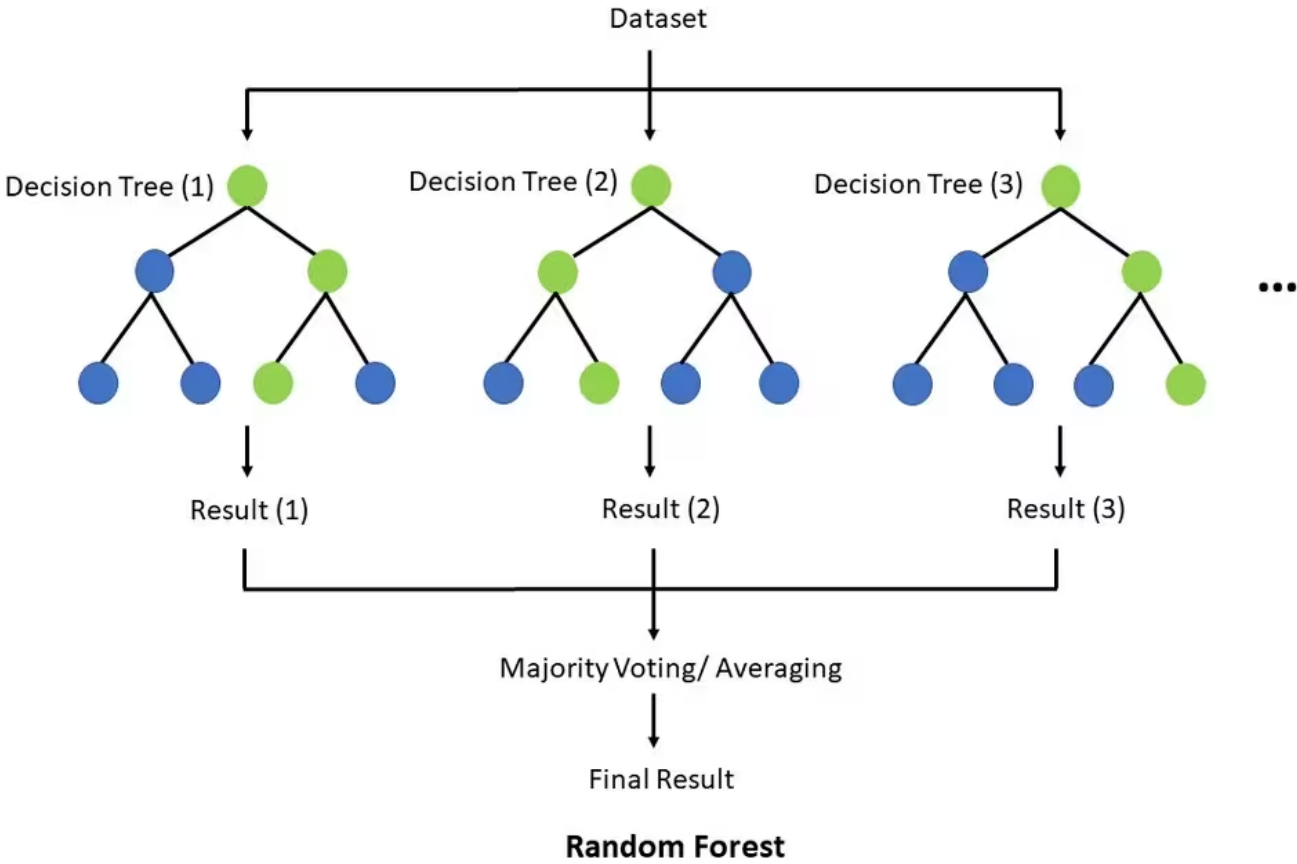 Dataset
Decision Tree (1)
Decision Tree (2)
Decision Tree (3)
...
Result (1)
Result (2)
Result (3)
Majority Voting/ Averaging
Final Result
Random Forest